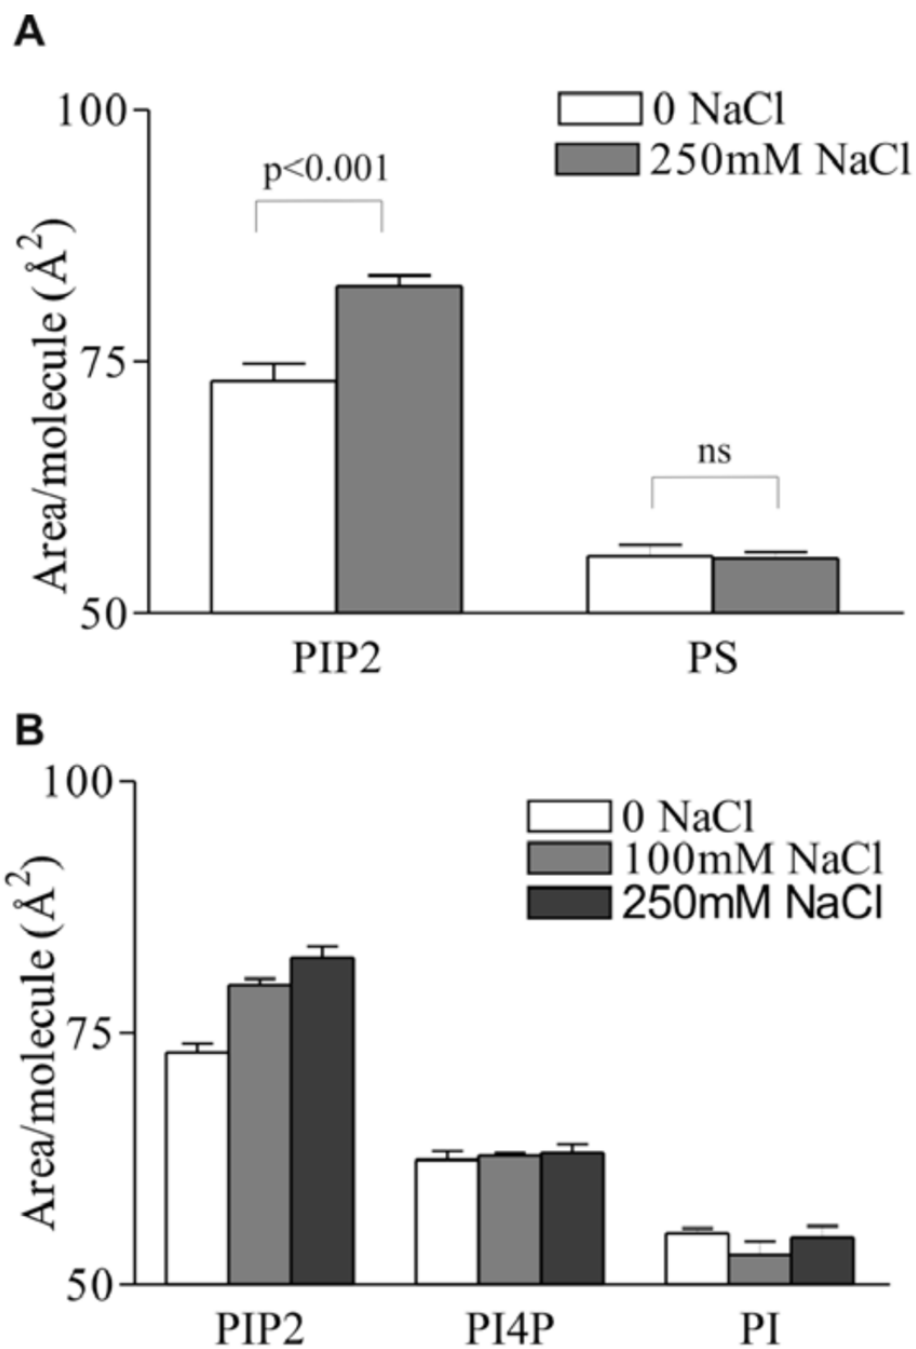 A
100
0 NaCl
250mM NaCl
p<0.001
Area/molecule (Å²)
75
ns
50
PIP2
PS
B
100
0 NaCl
100mM NaCl
250mM NaCl
Area/molecule (Å²)
75
50
PIP2
PI4P
PI